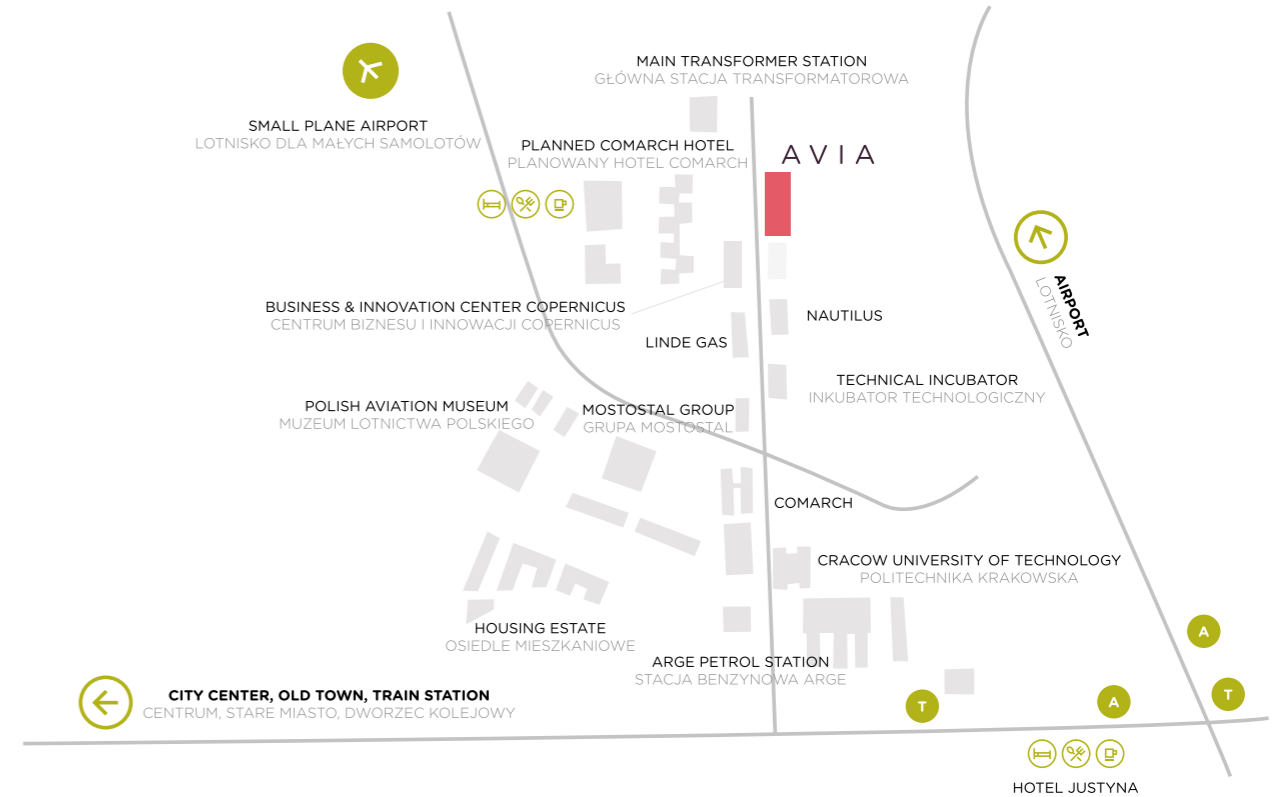 MAIN TRANSFORMER STATION
GŁÓWNA STACJA TRANSFORMATOROWA
SMALL PLANE AIRPORT
LOTNISKO DLA MAŁYCH SAMOLOTÓW
PLANNED COMARCH HOTEL
PLANOWANY HOTEL COMARCH
AVIA
AIRPORT
LOTNISKO
BUSINESS & INNOVATION CENTER COPERNICUS
CENTRUM BIZNESU I INNOWACJI COPERNICUS
NAUTILUS
LINDE GAS
TECHNICAL INCUBATOR
INKUBATOR TECHNOLOGICZNY
POLISH AVIATION MUSEUM
MUZEUM LOTNICTWA POLSKIEGO
MOSTOSTAL GROUP
GRUPA MOSTOSTAL
COMARCH
CRACOW UNIVERSITY OF TECHNOLOGY
POLITECHNIKA KRAKOWSKA
HOUSING ESTATE
OSIEDLE MIESZKANIOWE
A
ARGE PETROL STATION
STACJA BENZYNOWA ARGE
CITY CENTER, OLD TOWN, TRAIN STATION
CENTRUM, STARE MIASTO, DWORZEC KOLEJOWY
T
A
T
HOTEL JUSTYNA